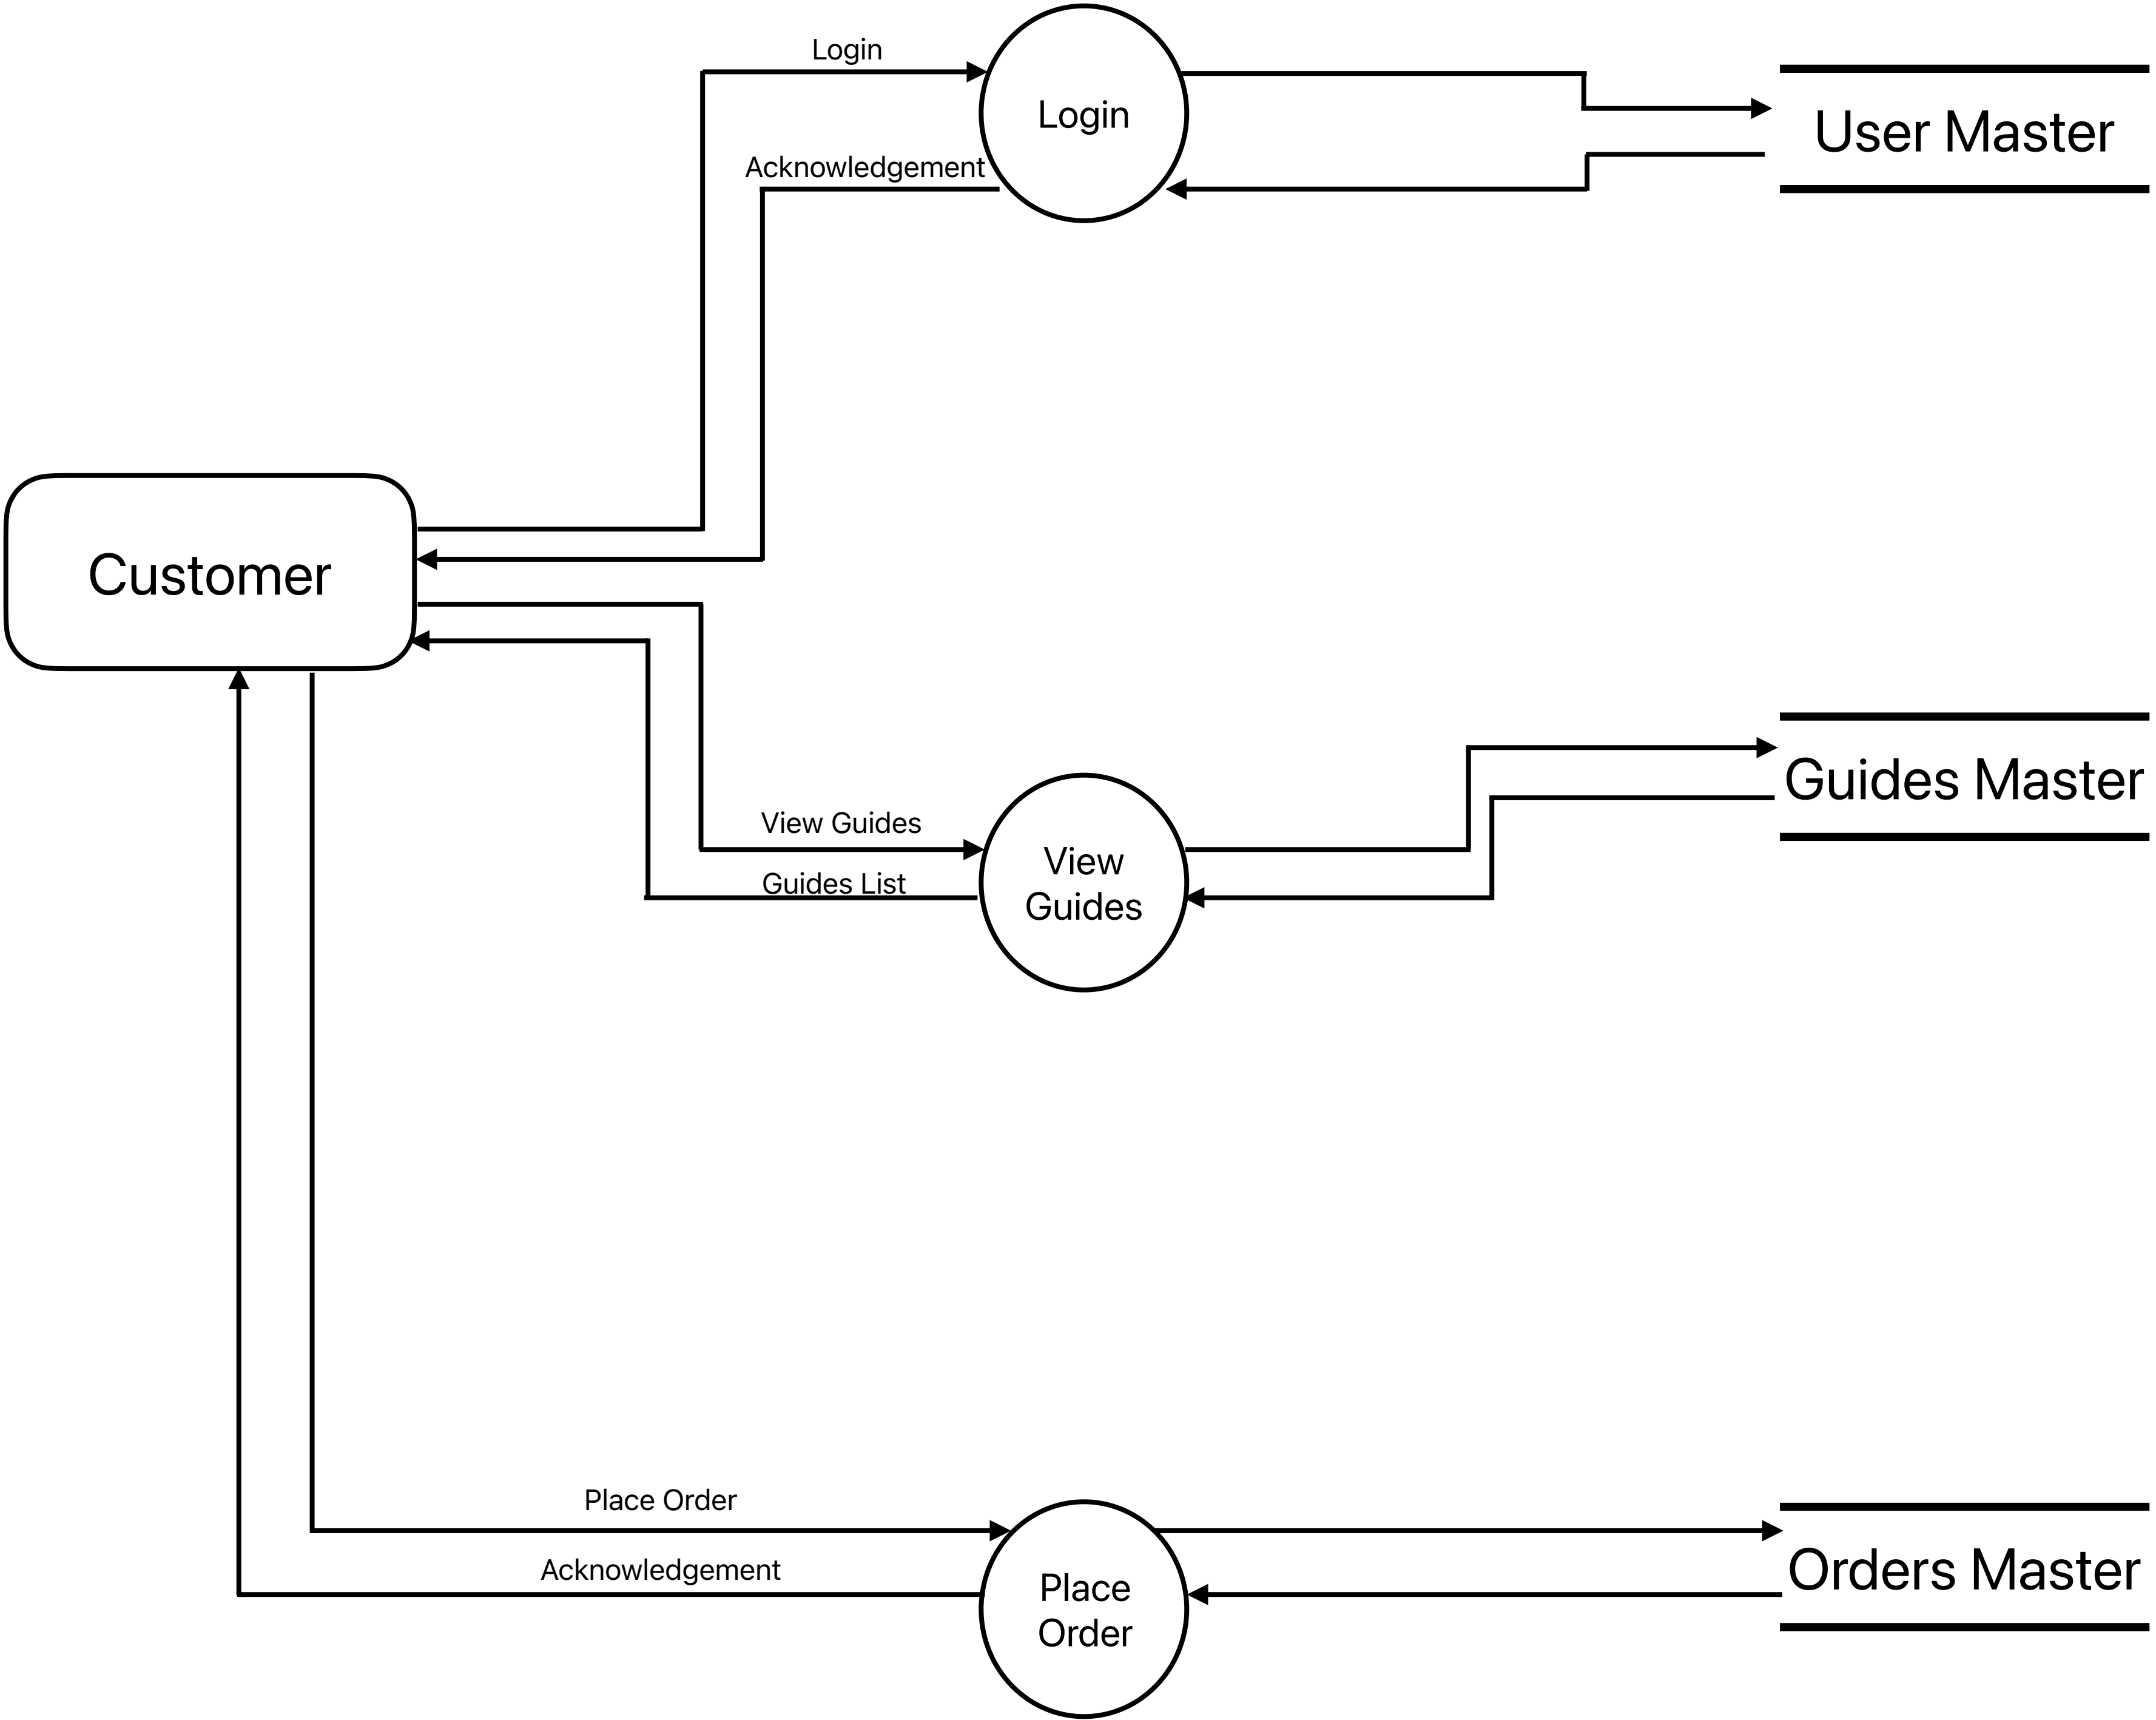 Login
Login
User Master
Acknowledgement
Customer
Guides Master
View Guides
View
Guides List
Guides
Place Order
Acknowledgement
Orders Master
Place
Order